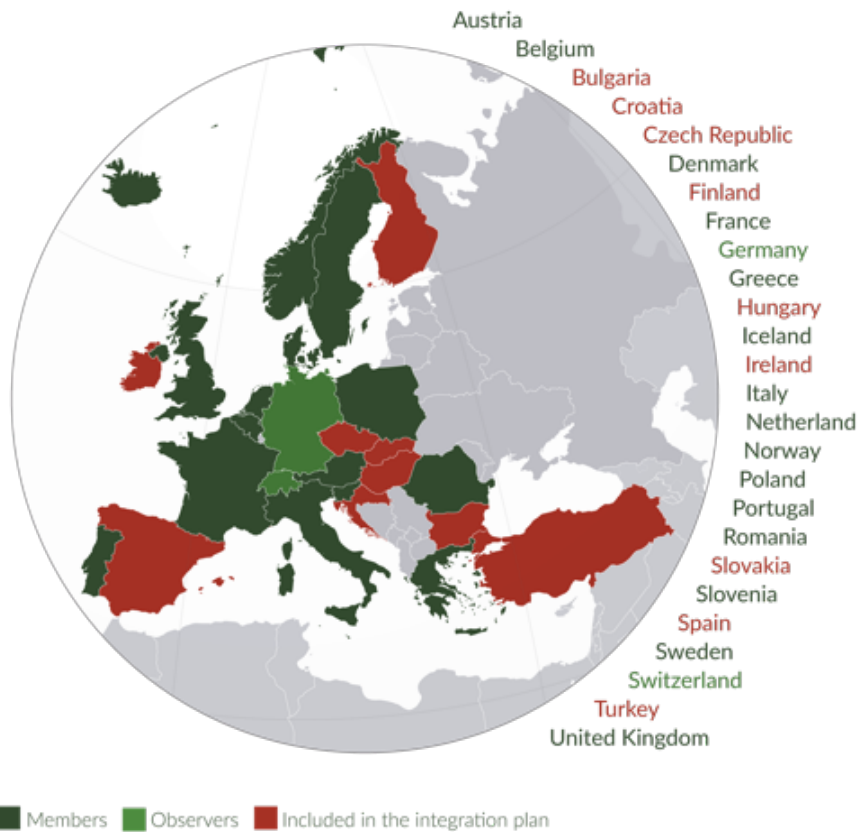 Austria
Belgium
Bulgaria
Croatia
Czech Republic
Denmark
Finland
France
Germany
Greece
Hungary
Iceland
Ireland
Italy
Netherland
Norway
Poland
Portugal
Romania
Slovakia
Slovenia
Spain
Sweden
Switzerland
Turkey
United Kingdom
Members Observers Included in the integration plan